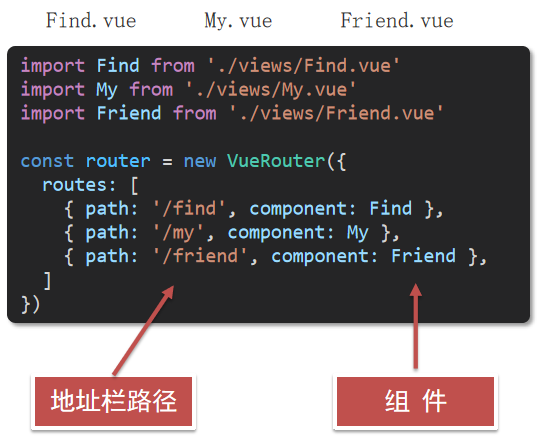 Find.vue My.vue Friend.vue
import Find from './views/Find.vue'
import My from './views/My.vue'
import Friend from './views/Friend.vue'
const router = new VueRouter({
  routes: [
    { path: '/find', component: Find },
    { path: '/my', component: My },
    { path: '/friend', component: Friend },
  ]
})
地址栏路径 组 件